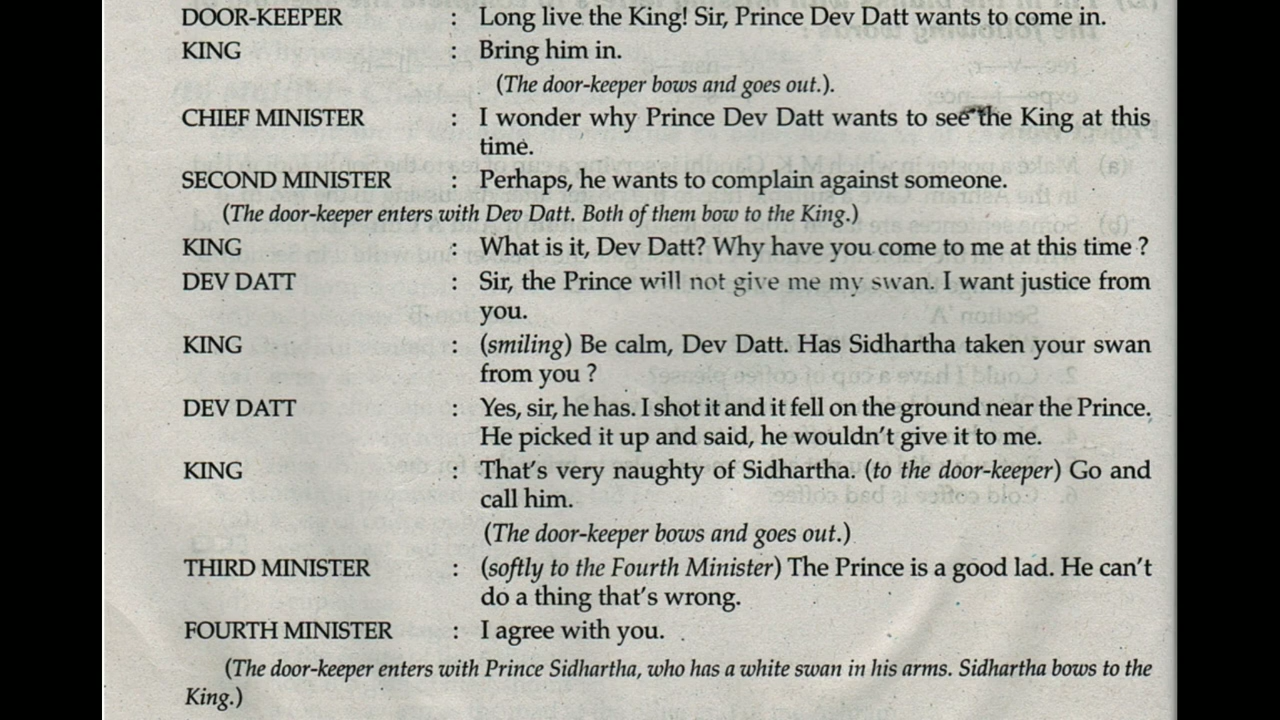 DOOR-KEEPER : Long live the King! Sir, Prince Dev Datt wants to come in.
KING : Bring him in.
(The door-keeper bows and goes out.).
CHIEF MINISTER : I wonder why Prince Dev Datt wants to see the King at this
time.
SECOND MINISTER : Perhaps, he wants to complain against someone.
(The door-keeper enters with Dev Datt. Both of them bow to the King.)
KING : What is it, Dev Datt? Why have you come to me at this time ?
DEV DATT : Sir, the Prince will not give me my swan. I want justice from
you.
KING : (smiling) Be calm, Dev Datt. Has Sidhartha taken your swan
from you ?
DEV DATT : Yes, sir, he has. I shot it and it fell on the ground near the Prince.
He picked it up and said, he wouldn't give it to me.
KING : That's very naughty of Sidhartha. (to the door-keeper) Go and
call him.
(The door-keeper bows and goes out.)
THIRD MINISTER : (softly to the Fourth Minister) The Prince is a good lad. He can't
do a thing that's wrong.
FOURTH MINISTER : I agree with you.
(The door-keeper enters with Prince Sidhartha, who has a white swan in his arms. Sidhartha bows to the
King.)